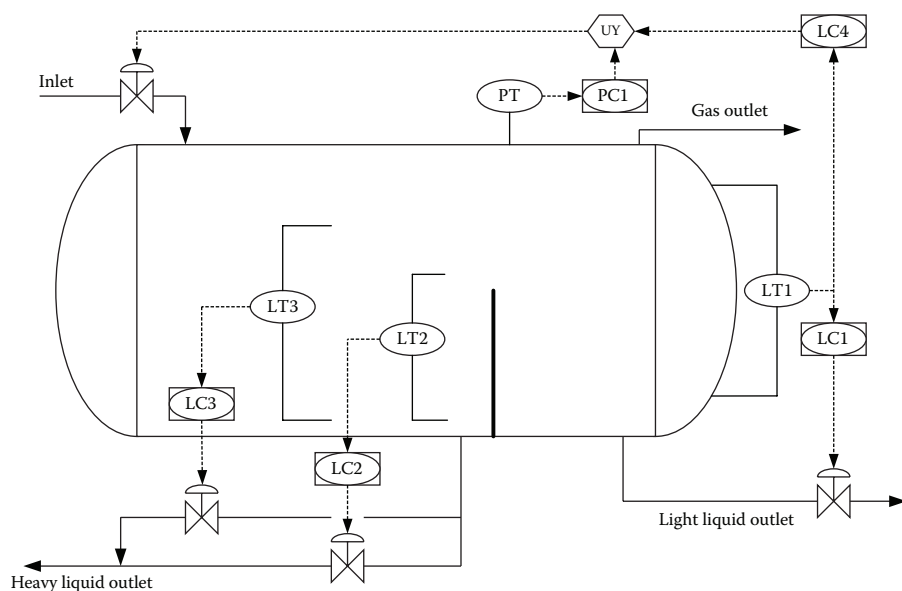 UY
LC4
Inlet
PT
PC1
Gas outlet
LT3
LT2
LT1
LC1
LC3
LC2
Light liquid outlet
Heavy liquid outlet